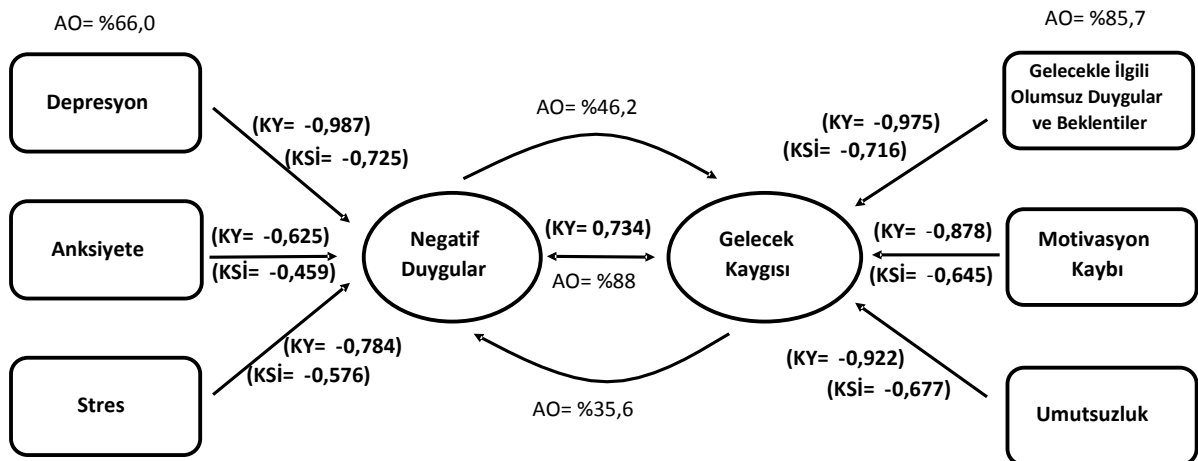 AO= %66,0
Depresyon
(KY= -0,987)
(KSİ= -0,725)
Anksiyete
(KY= -0,625)
(KSİ= -0,459)
Stres
(KY= -0,784)
(KSİ= -0,576)
Negatif
Duygular
AO= %46,2
(KY= 0,734)
AO= %88
AO= %35,6
Gelecek
Kaygısı
AO= %85,7
Gelecekle İlgili
Olumsuz Duygular
ve Beklentiler
(KY= -0,975)
(KSİ= -0,716)
Motivasyon
Kaybı
(KY= -0,878)
(KSİ= -0,645)
Umutsuzluk
(KY= -0,922)
(KSİ= -0,677)